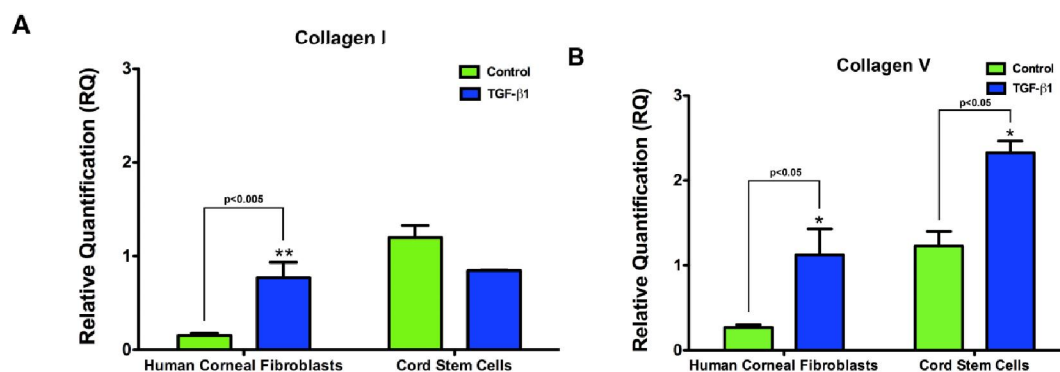 A
Collagen I
Control
TGF-β1
Relative Quantification (RQ)
3
2
1
0
p<0.005
**
Human Corneal Fibroblasts
Cord Stem Cells
B
Collagen V
Control
TGF-β1
Relative Quantification (RQ)
3
2
1
0
p<0.05
*
p<0.05
*
Human Corneal Fibroblasts
Cord Stem Cells